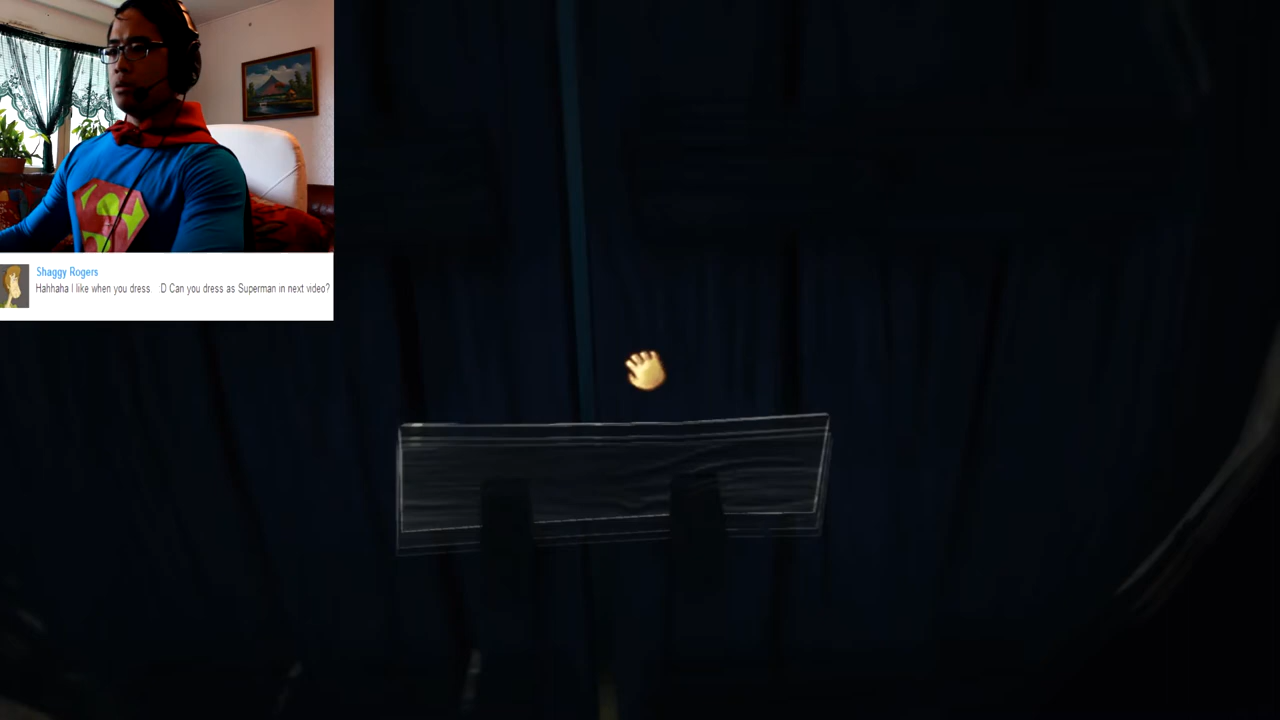 S
Shaggy Rogers
Hahhaha I like when you dress :D Can you dress as Superman in next video?